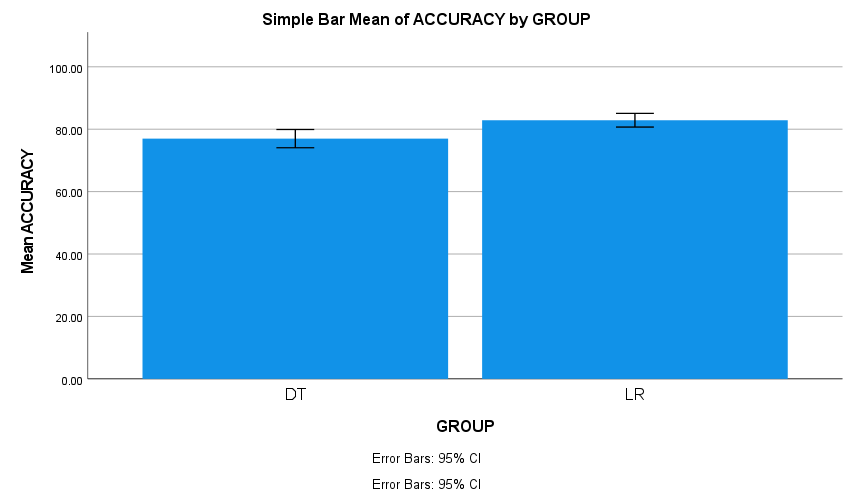 Simple Bar Mean of ACCURACY by GROUP
Mean ACCURACY
100.00
80.00
60.00
40.00
20.00
0.00
DT LR
GROUP
Error Bars: 95% CI
Error Bars: 95% CI